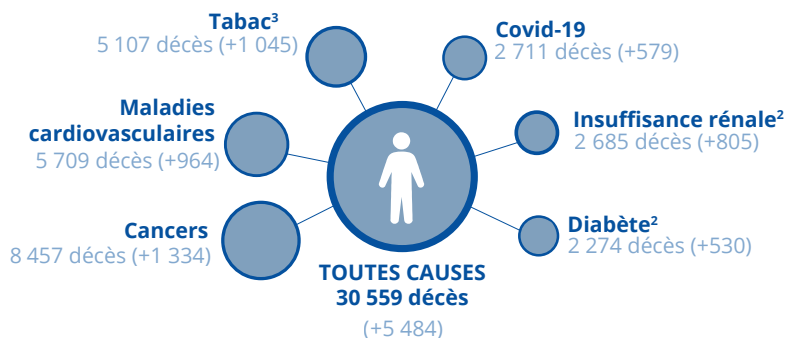 Tabac³
5 107 décès (+1 045)
Covid-19
2 711 décès (+579)
Maladies
cardiovasculaires
5 709 décès (+964)
Insuffisance rénale²
2 685 décès (+805)
Cancers
8 457 décès (+1 334)
Diabète²
2 274 décès (+530)
TOUTES CAUSES
30 559 décès
(+5 484)